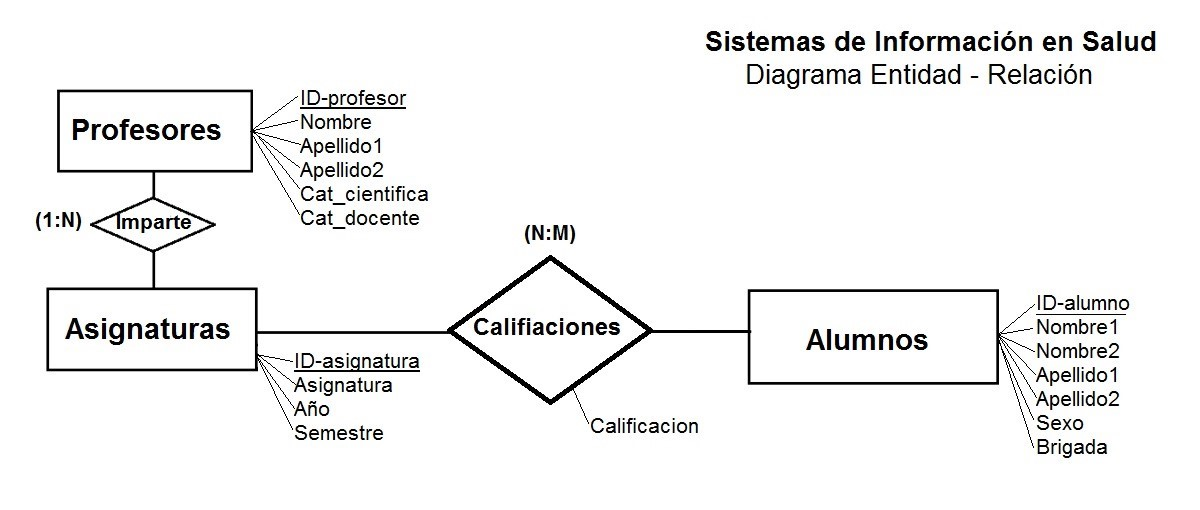 Sistemas de Información en Salud
Diagrama Entidad - Relación
Profesores
ID-profesor
Nombre
Apellido1
Apellido2
Cat_cientifica
Cat_docente
(1:N)
Imparte
Asignaturas
ID-asignatura
Asignatura
Año
Semestre
(N:M)
Califiaciones
Calificacion
Alumnos
ID-alumno
Nombre1
Nombre2
Apellido1
Apellido2
Sexo
Brigada